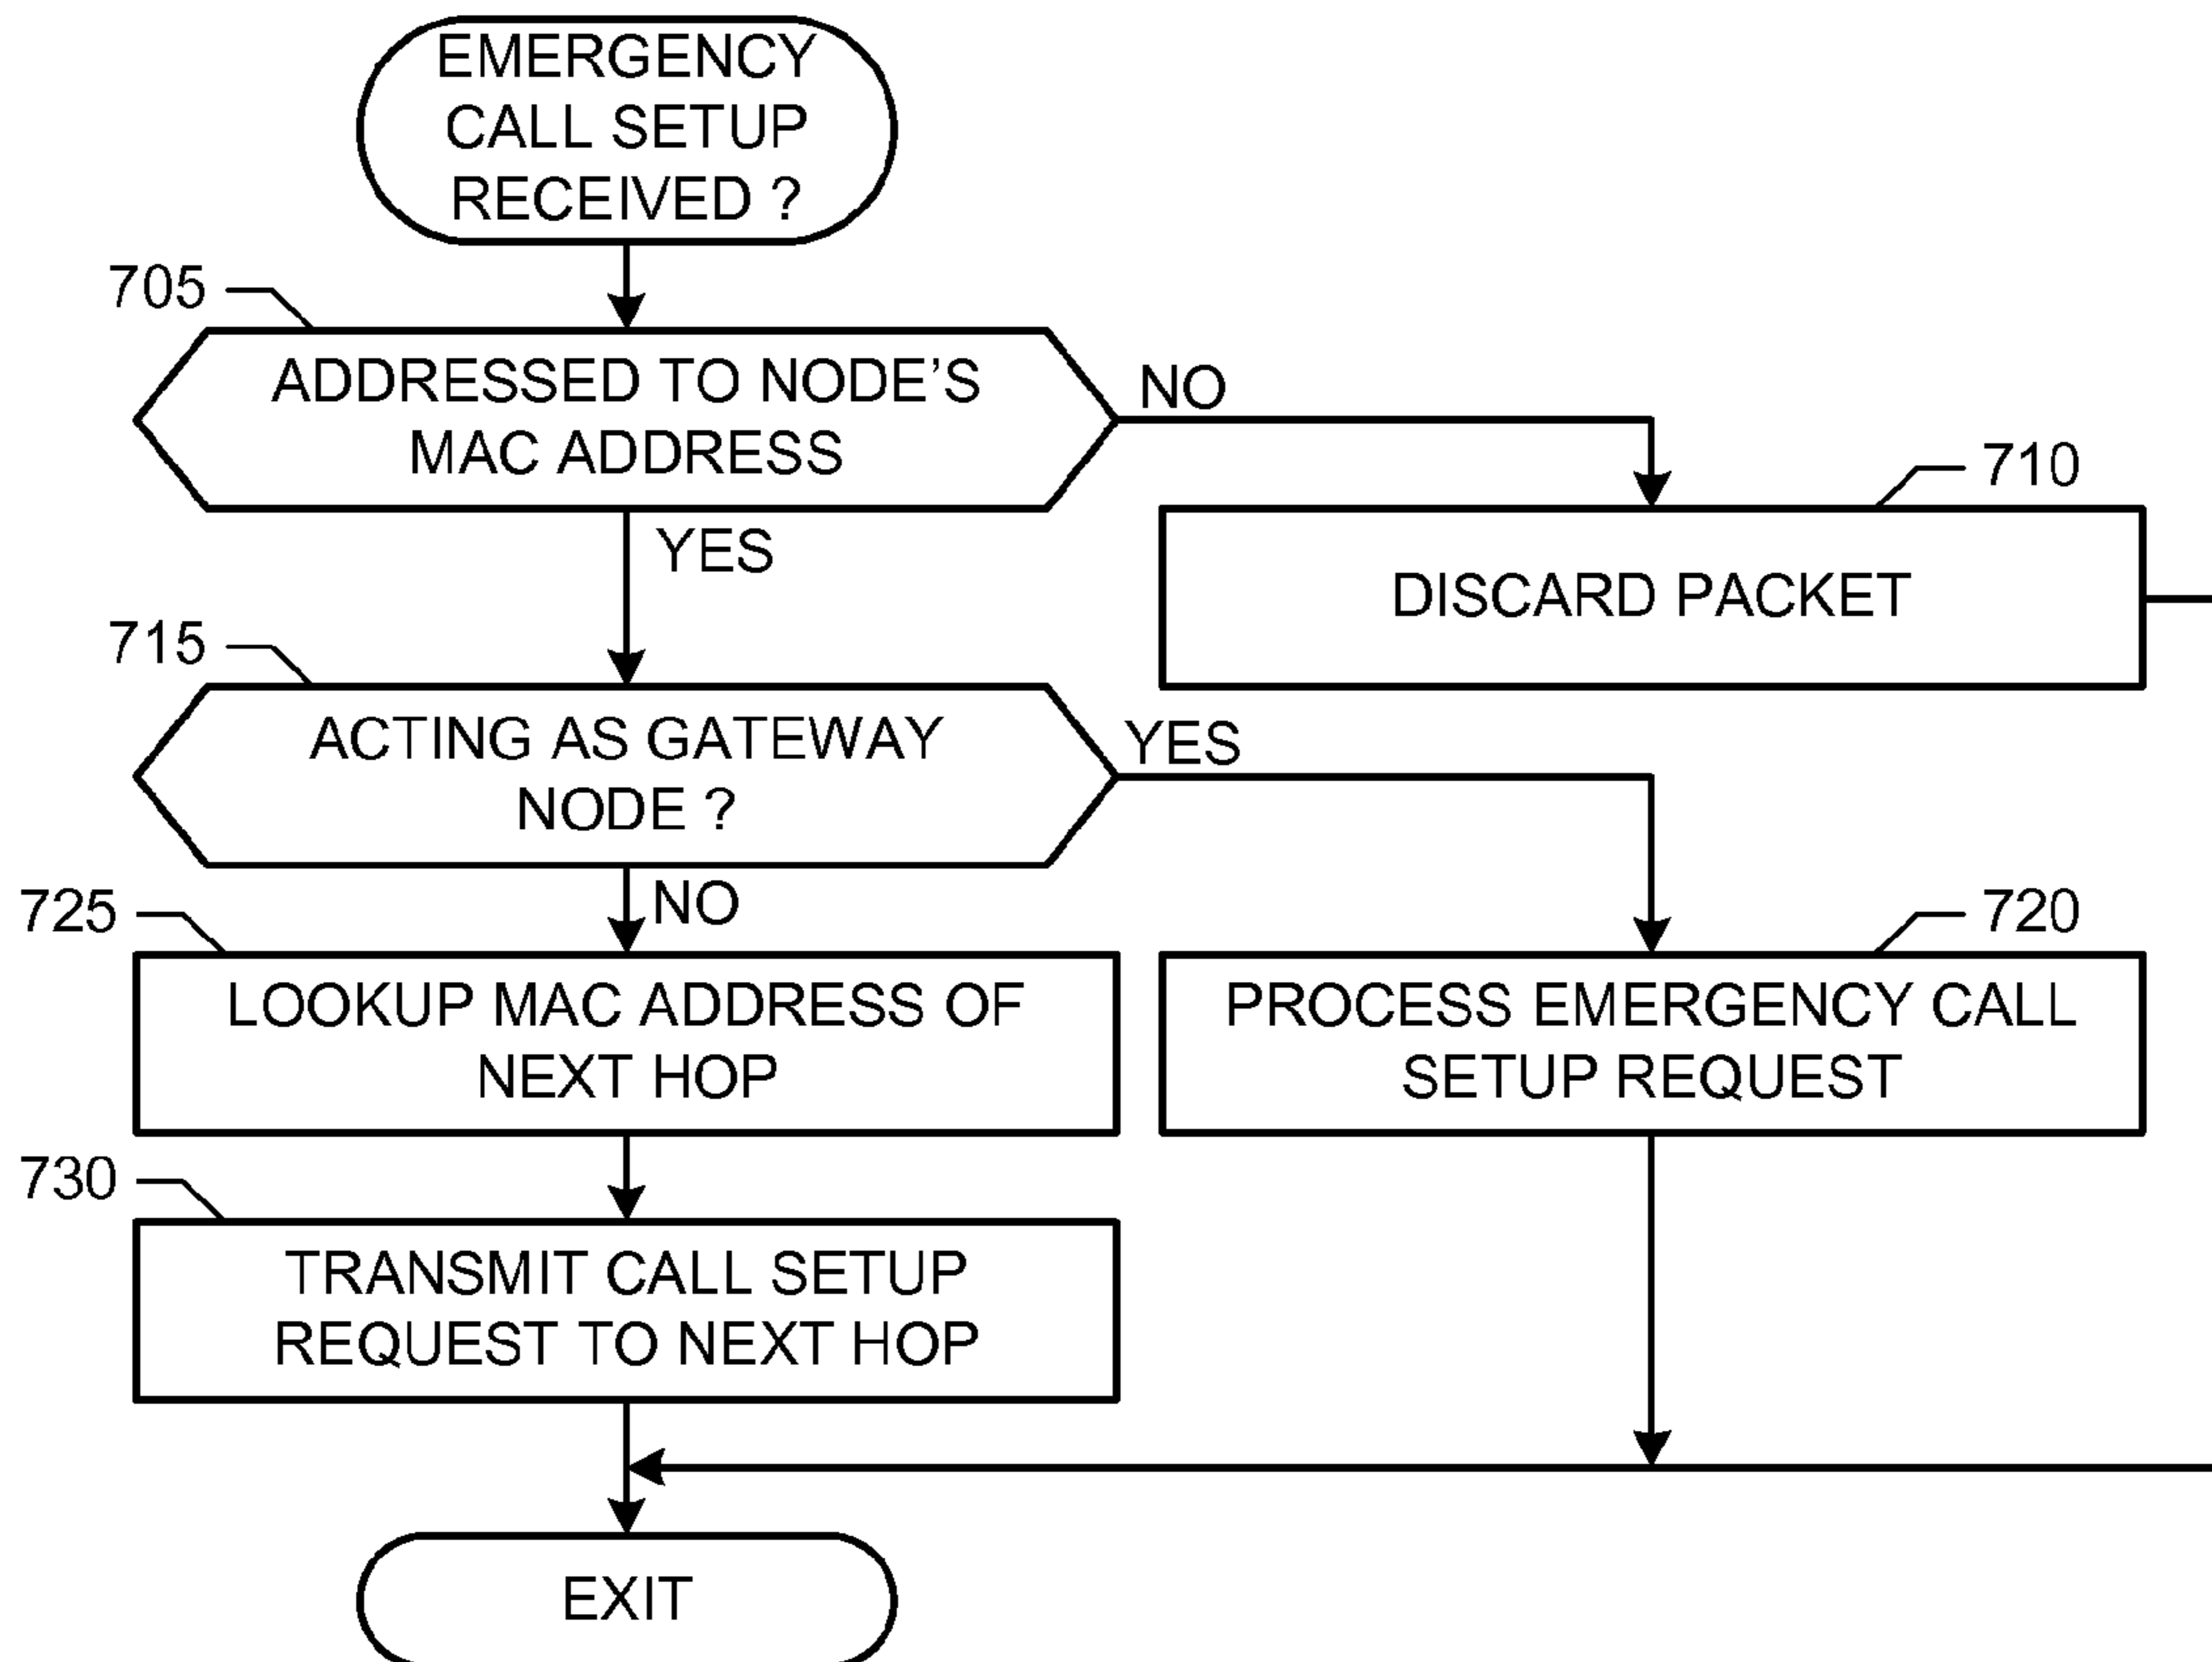 EMERGENCY
CALL SETUP
RECEIVED ?
705
ADDRESSED TO NODE'S
MAC ADDRESS
NO
710
DISCARD PACKET
YES
715
ACTING AS GATEWAY
NODE ?
YES
NO
725
LOOKUP MAC ADDRESS OF
NEXT HOP
720
PROCESS EMERGENCY CALL
SETUP REQUEST
730
TRANSMIT CALL SETUP
REQUEST TO NEXT HOP
EXIT